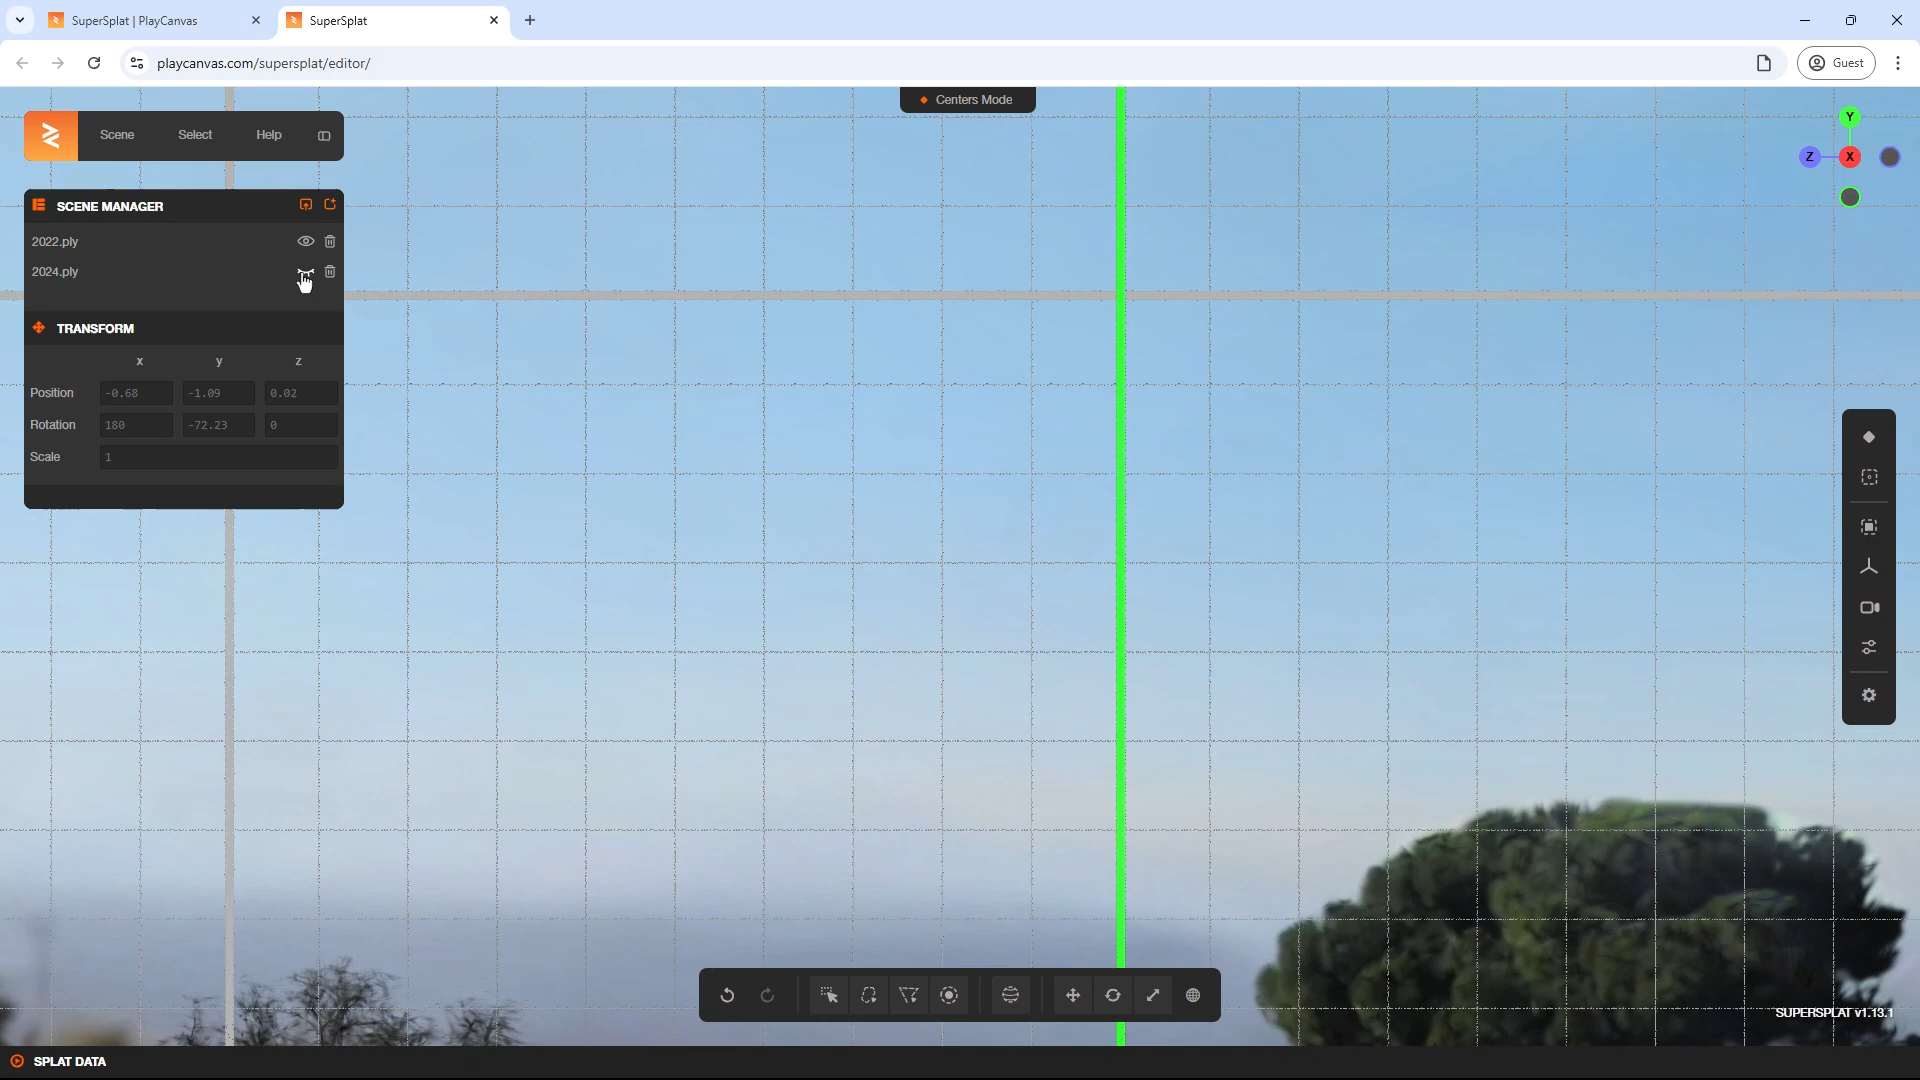 SuperSplat | PlayCanvas
SuperSplat
playcanvas.com/supersplat/editor/
Guest
Centers Mode
Scene Select Help
Y
Z X
SCENE MANAGER
2022.ply
2024.ply
TRANSFORM
x y z
Position -0.68 -1.09 0.02
Rotation 180 -72.23 0
Scale 1
SUPERSPLAT v1.13.1
SPLAT DATA